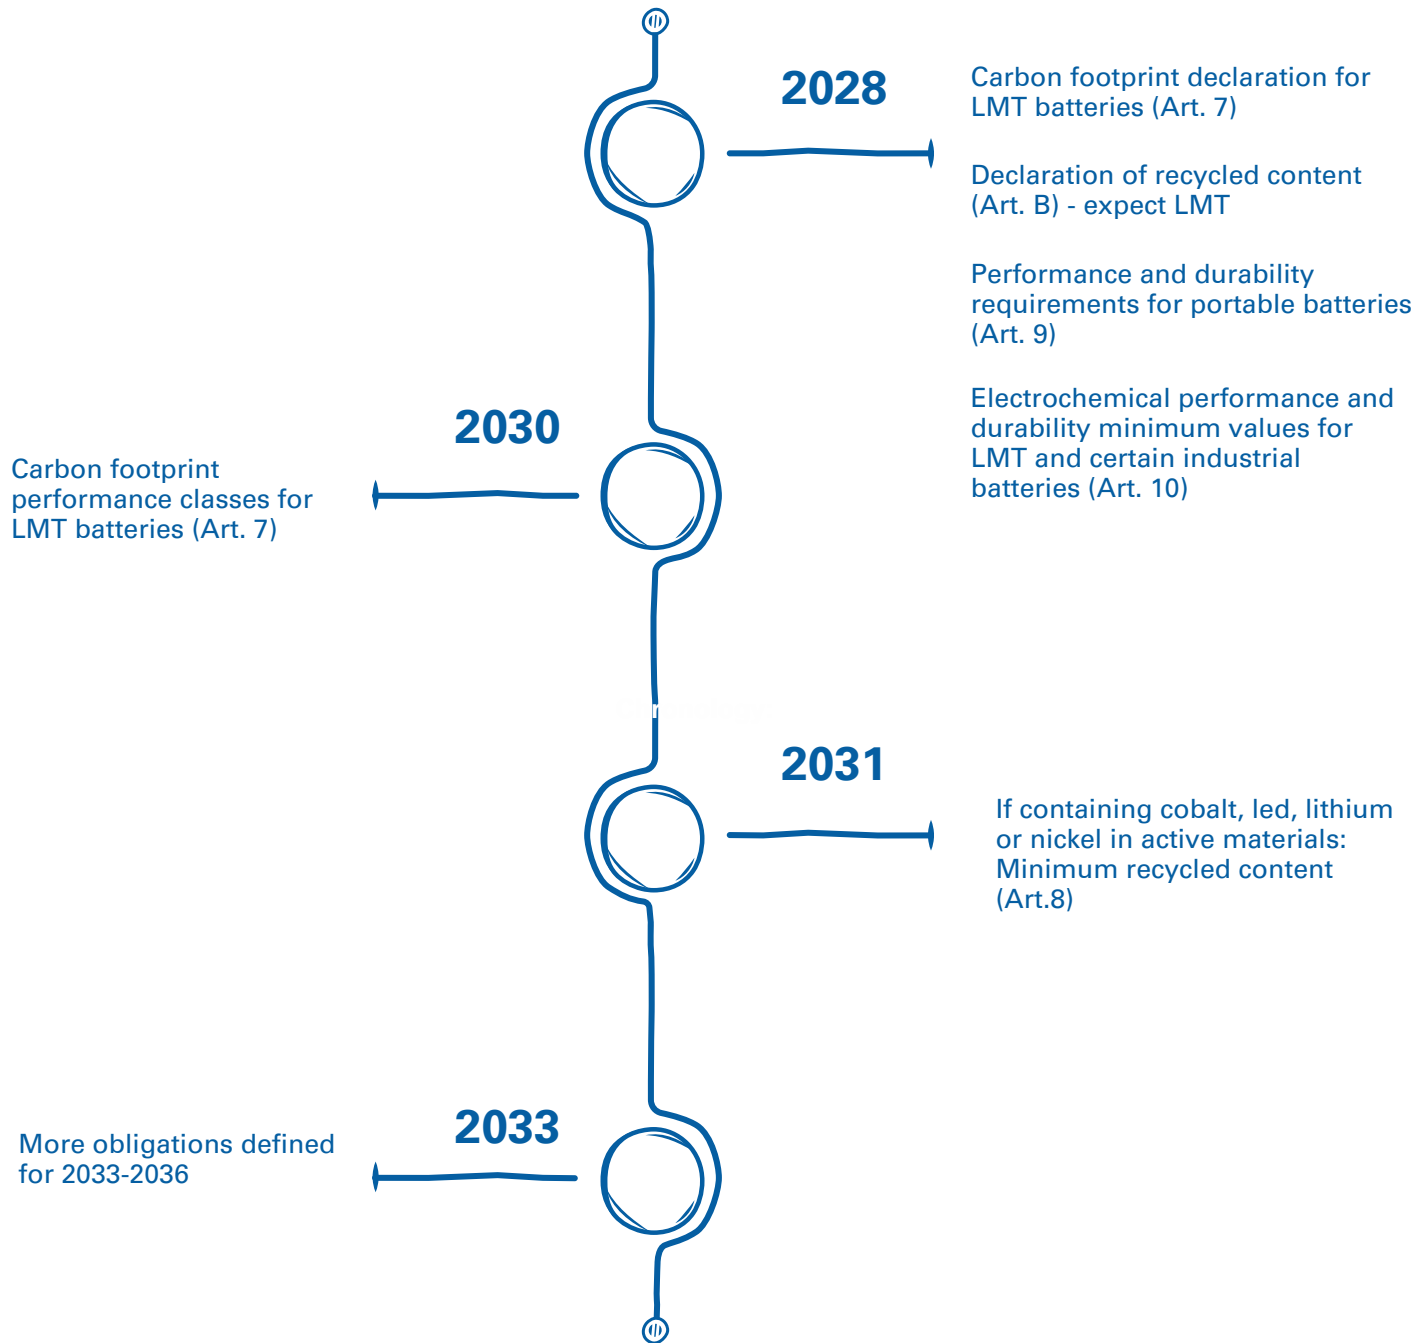 2028
Carbon footprint declaration for
LMT batteries (Art. 7)
Declaration of recycled content
(Art. B) - expect LMT
Performance and durability
requirements for portable batteries
(Art. 9)
Electrochemical performance and
durability minimum values for
LMT and certain industrial
batteries (Art. 10)
2030
Carbon footprint
performance classes for
LMT batteries (Art. 7)
2031
If containing cobalt, led, lithium
or nickel in active materials:
Minimum recycled content
(Art.8)
2033
More obligations defined
for 2033-2036